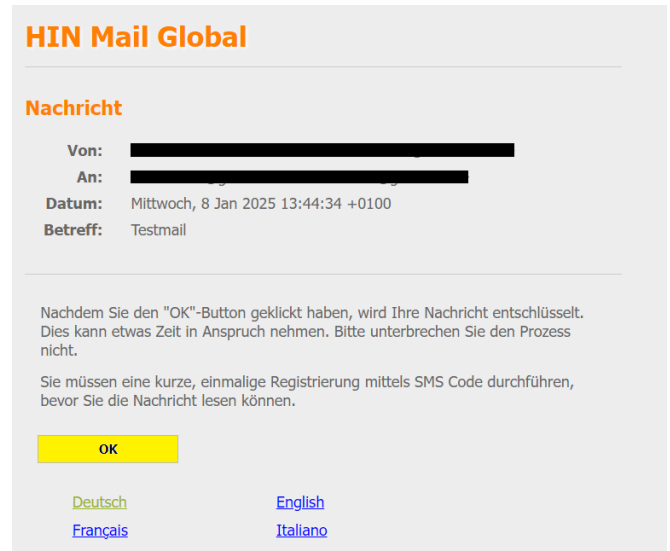 HIN Mail Global
Nachricht
Von:
An:
Datum: Mittwoch, 8 Jan 2025 13:44:34 +0100
Betreff: Testmail
Nachdem Sie den "OK"-Button geklickt haben, wird Ihre Nachricht entschlüsselt.
Dies kann etwas Zeit in Anspruch nehmen. Bitte unterbrechen Sie den Prozess
nicht.
Sie müssen eine kurze, einmalige Registrierung mittels SMS Code durchführen,
bevor Sie die Nachricht lesen können.
OK
Deutsch English
Français Italiano